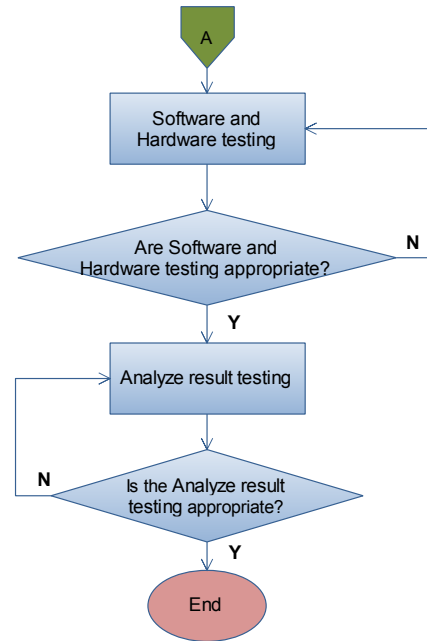 A
Software and
Hardware testing
Are Software and
Hardware testing appropriate?
N
Y
Analyze result testing
N
Is the Analyze result
testing appropriate?
Y
End